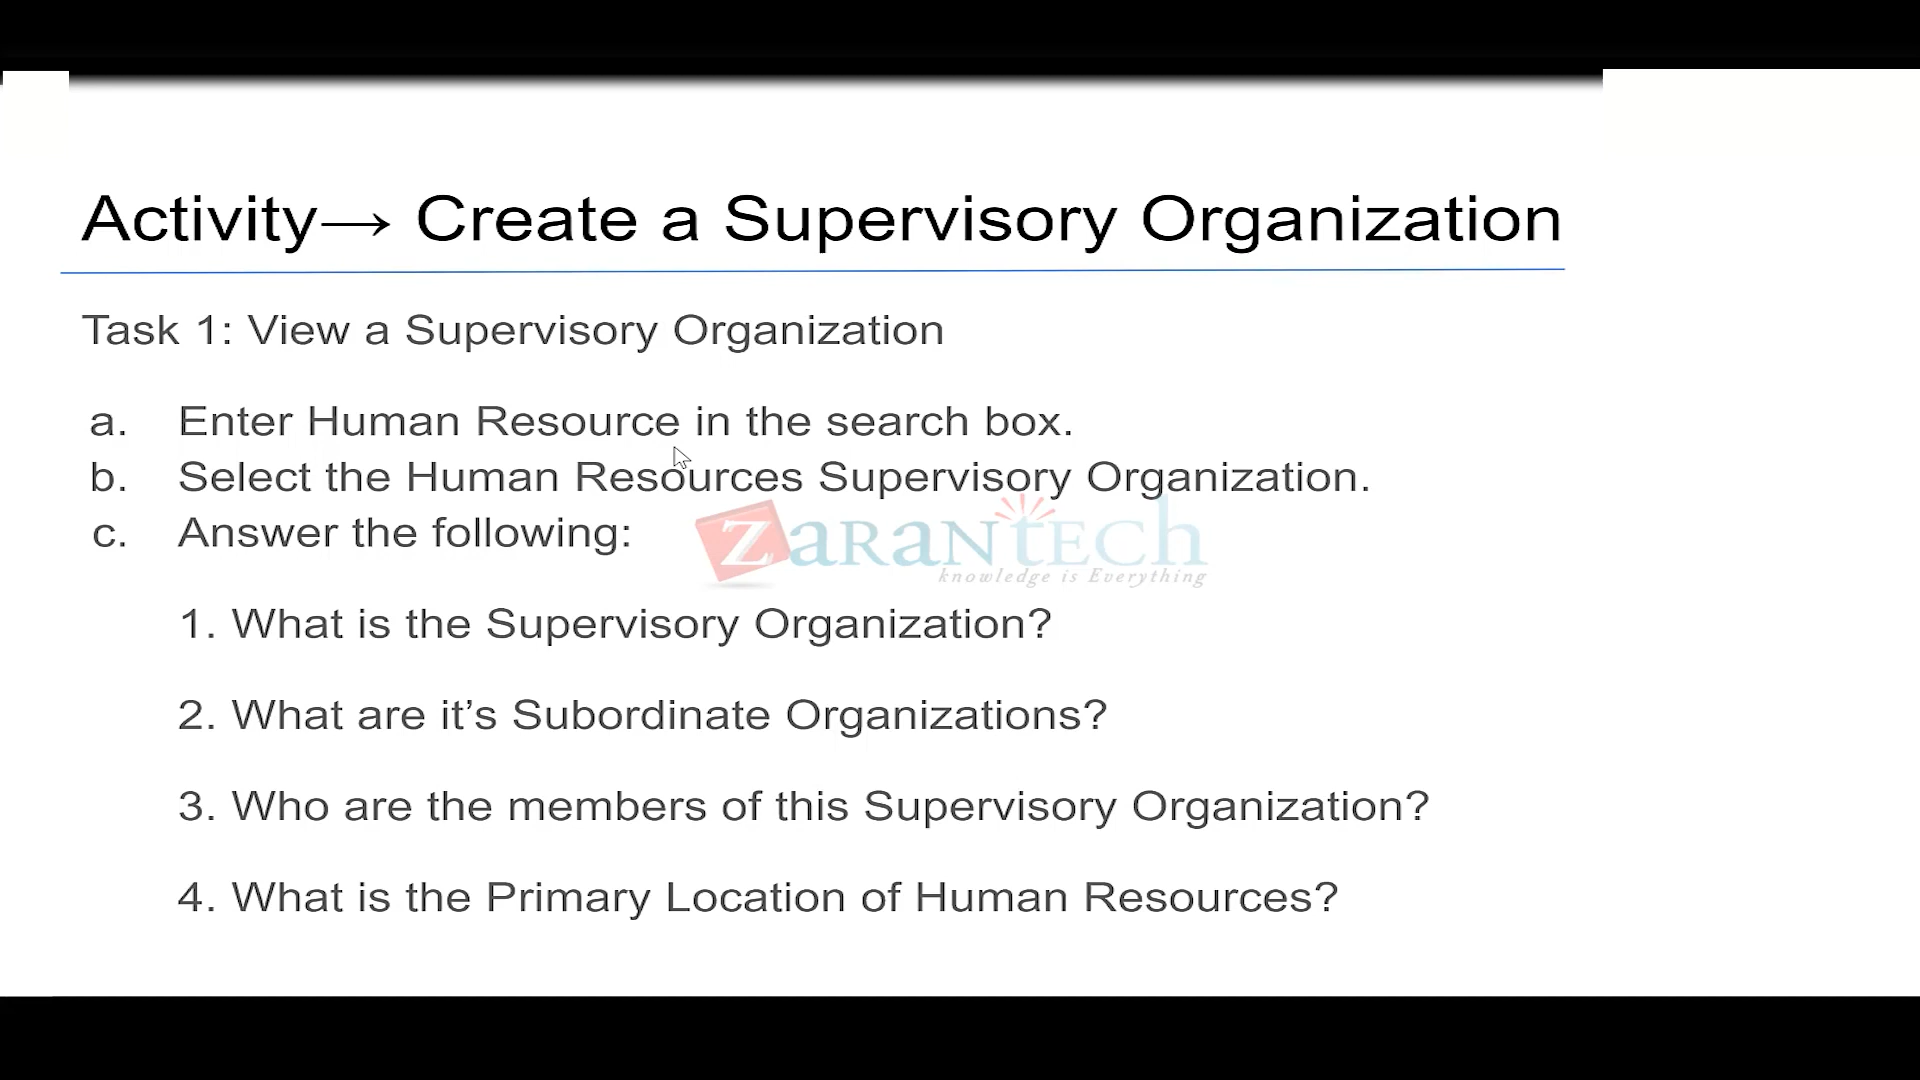 Activity→ Create a Supervisory Organization
Task 1: View a Supervisory Organization
a. Enter Human Resource in the search box.
b. Select the Human Resources Supervisory Organization.
c. Answer the following:
zaranTech
knowledge is Everything
1. What is the Supervisory Organization?
2. What are it’s Subordinate Organizations?
3. Who are the members of this Supervisory Organization?
4. What is the Primary Location of Human Resources?